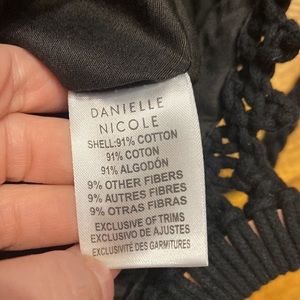 DANIELLE
NICOLE
SHELL:91% COTTON
91% COTON
91% ALGODÓN
9% OTHER FIBERS
9% AUTRES FIBRES
9% OTRAS FIBRAS
EXCLUSIVE OF TRIMS
EXCLUSIVO DE AJUSTES
EXCLUSIVITÉ DES GARMITURES